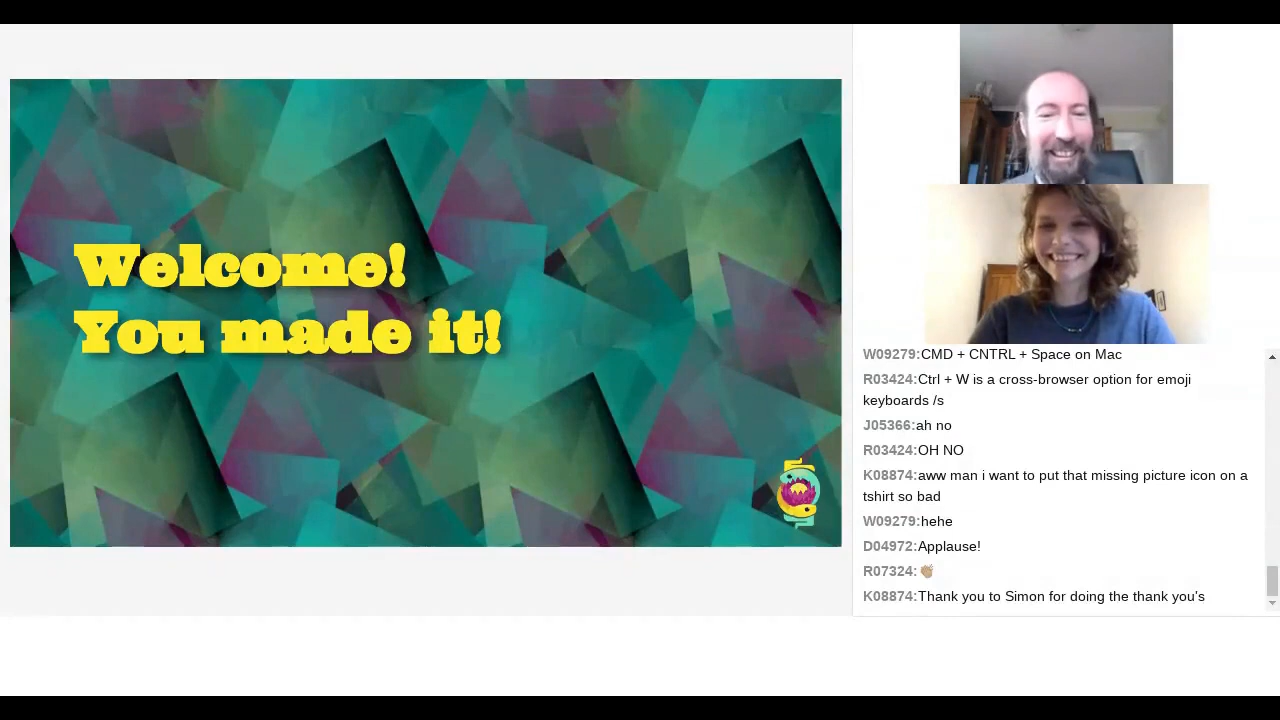 Welcome!
You made it!
W09279:CMD + CNTRL + Space on Mac
R03424:Ctrl + W is a cross-browser option for emoji
keyboards /s
J05366:ah no
R03424:OH NO
K08874:aww man i want to put that missing picture icon on a
tshirt so bad
W09279:hehe
D04972:Applause!
R07324:👏🏼
K08874:Thank you to Simon for doing the thank you's